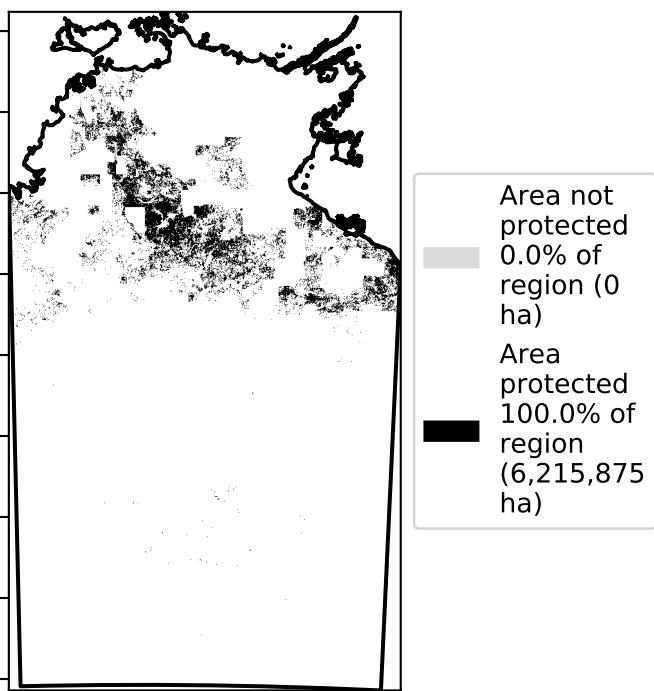 Area not
protected
0.0% of
region (0
ha)
Area
protected
100.0% of
region
(6,215,875
ha)